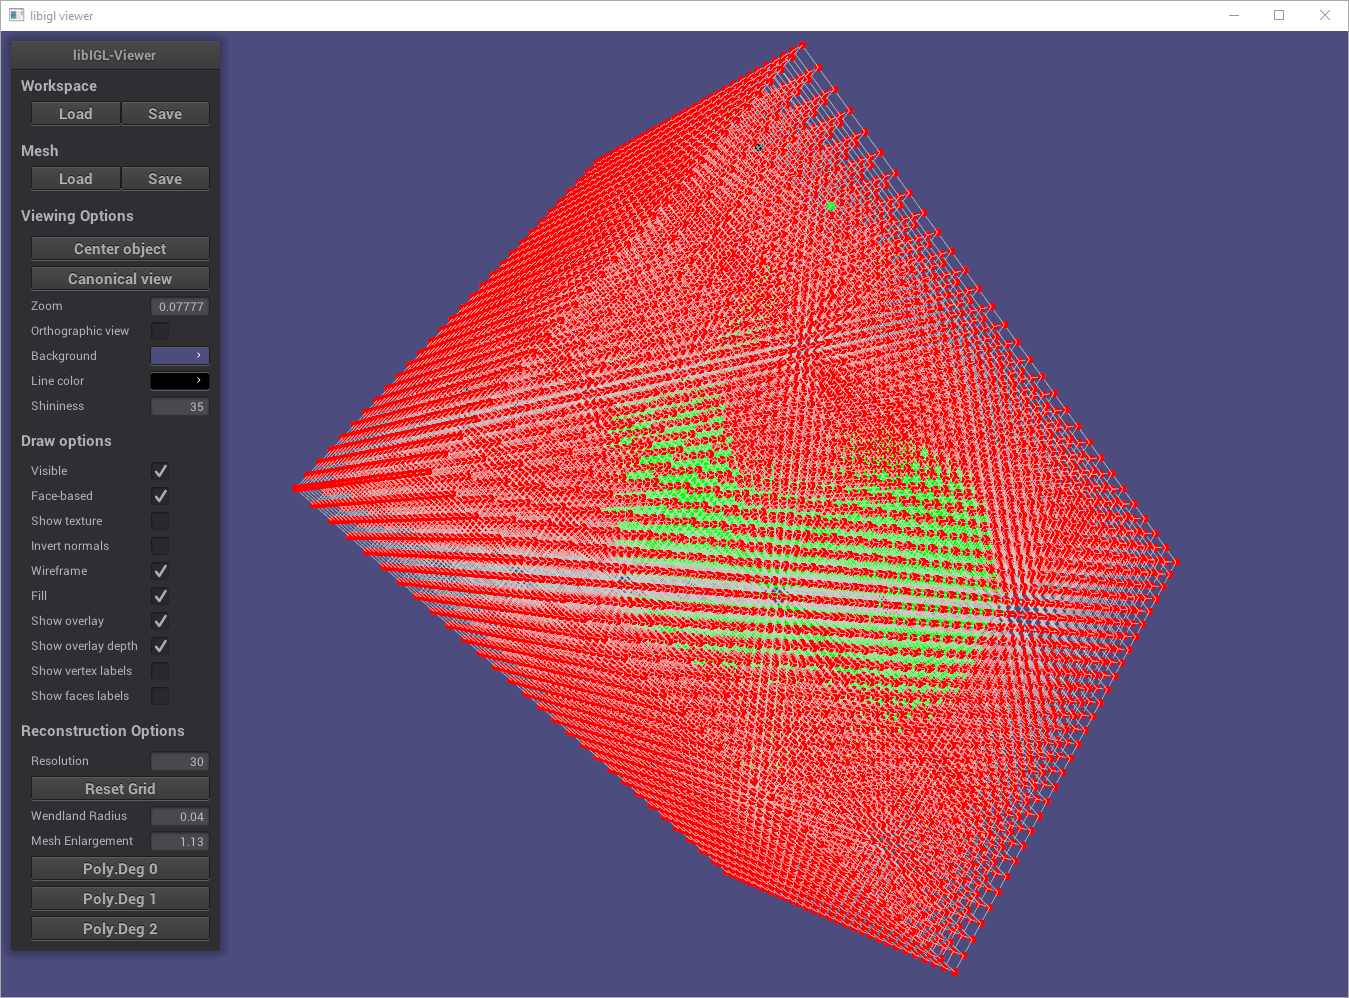 libigl viewer
libIGL-Viewer
Workspace
Load Save
Mesh
Load Save
Viewing Options
Center object
Canonical view
Zoom 0.07777
Orthographic view
Background
Line color
Shininess 35
Draw options
Visible
Face-based
Show texture
Invert normals
Wireframe
Fill
Show overlay
Show overlay depth
Show vertex labels
Show faces labels
Reconstruction Options
Resolution 30
Reset Grid
Wendland Radius 0.04
Mesh Enlargement 1.13
Poly.Deg 0
Poly.Deg 1
Poly.Deg 2